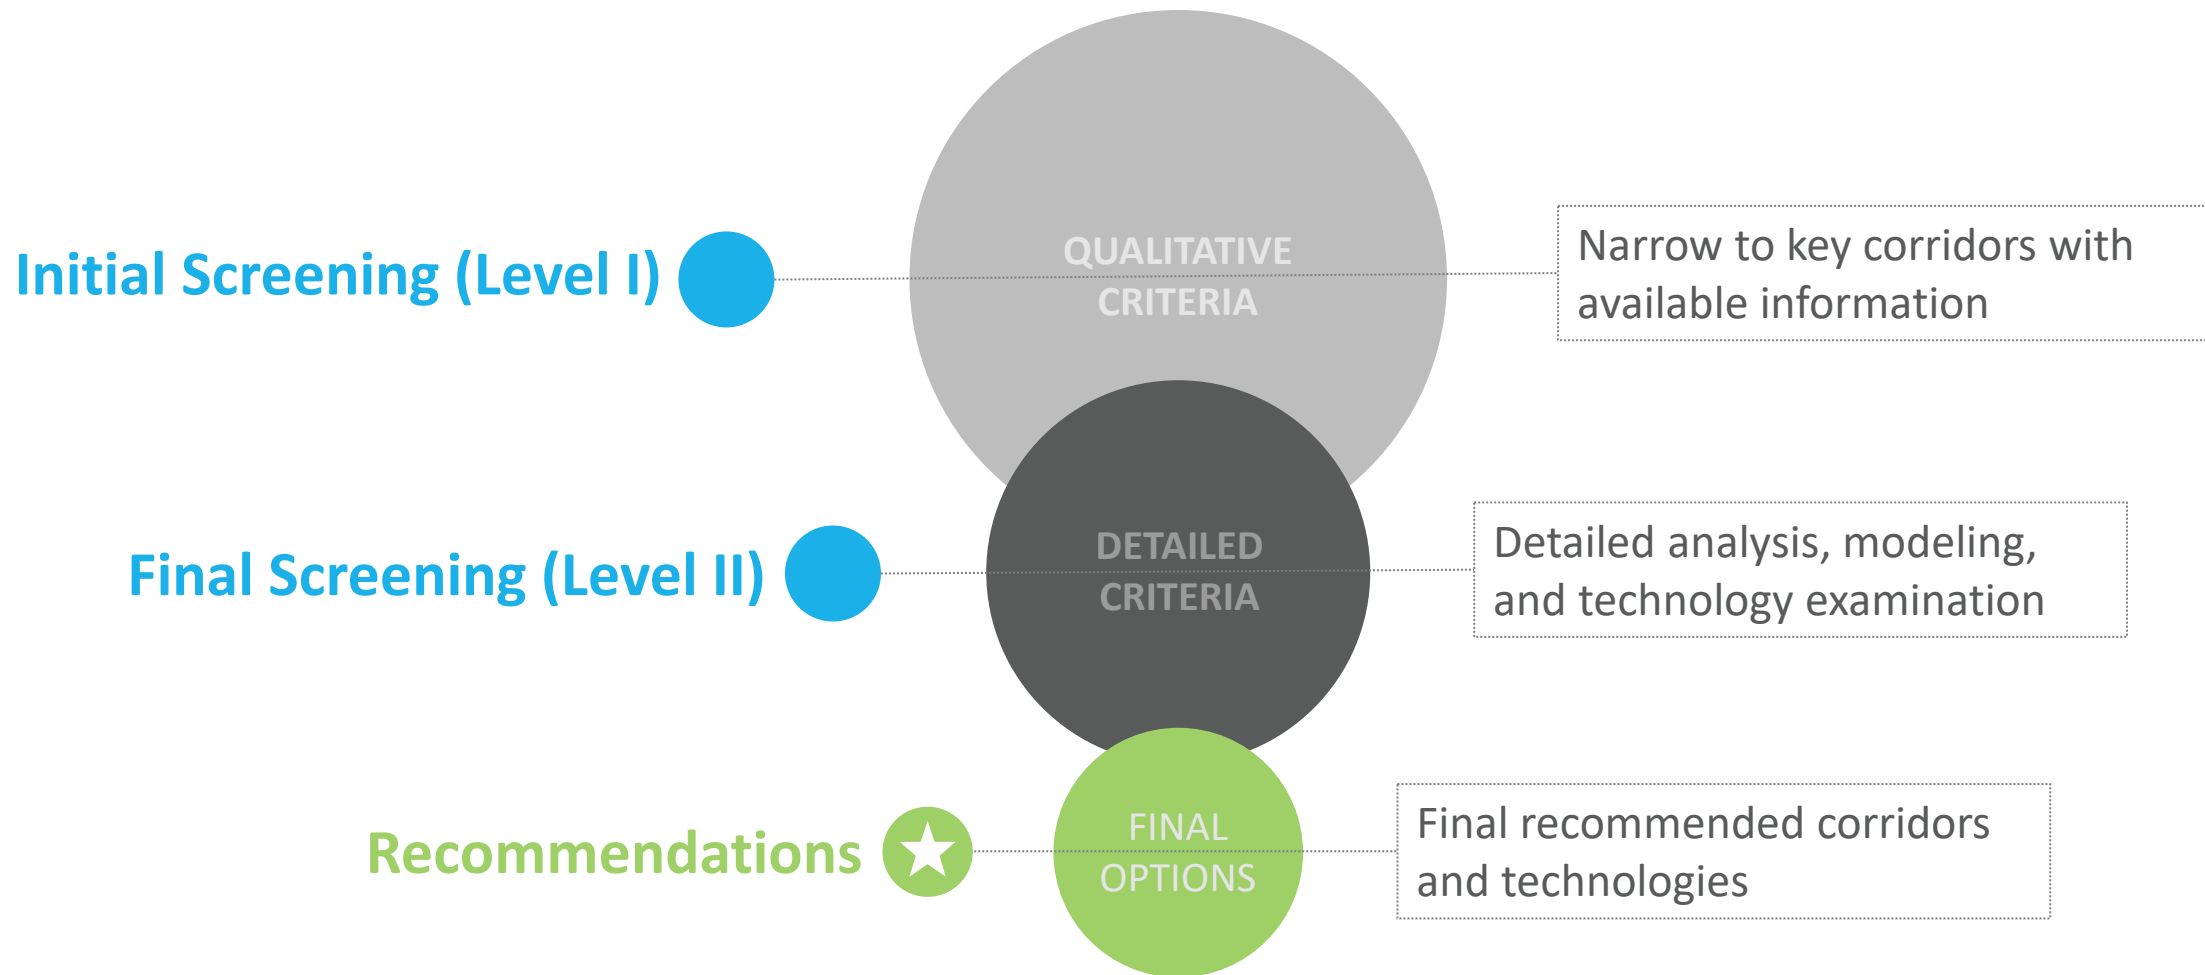 Initial Screening (Level I)
QUALITATIVE
CRITERIA
Narrow to key corridors with
available information
Final Screening (Level II)
DETAILED
CRITERIA
Detailed analysis, modeling,
and technology examination
Recommendations
FINAL
OPTIONS
Final recommended corridors
and technologies